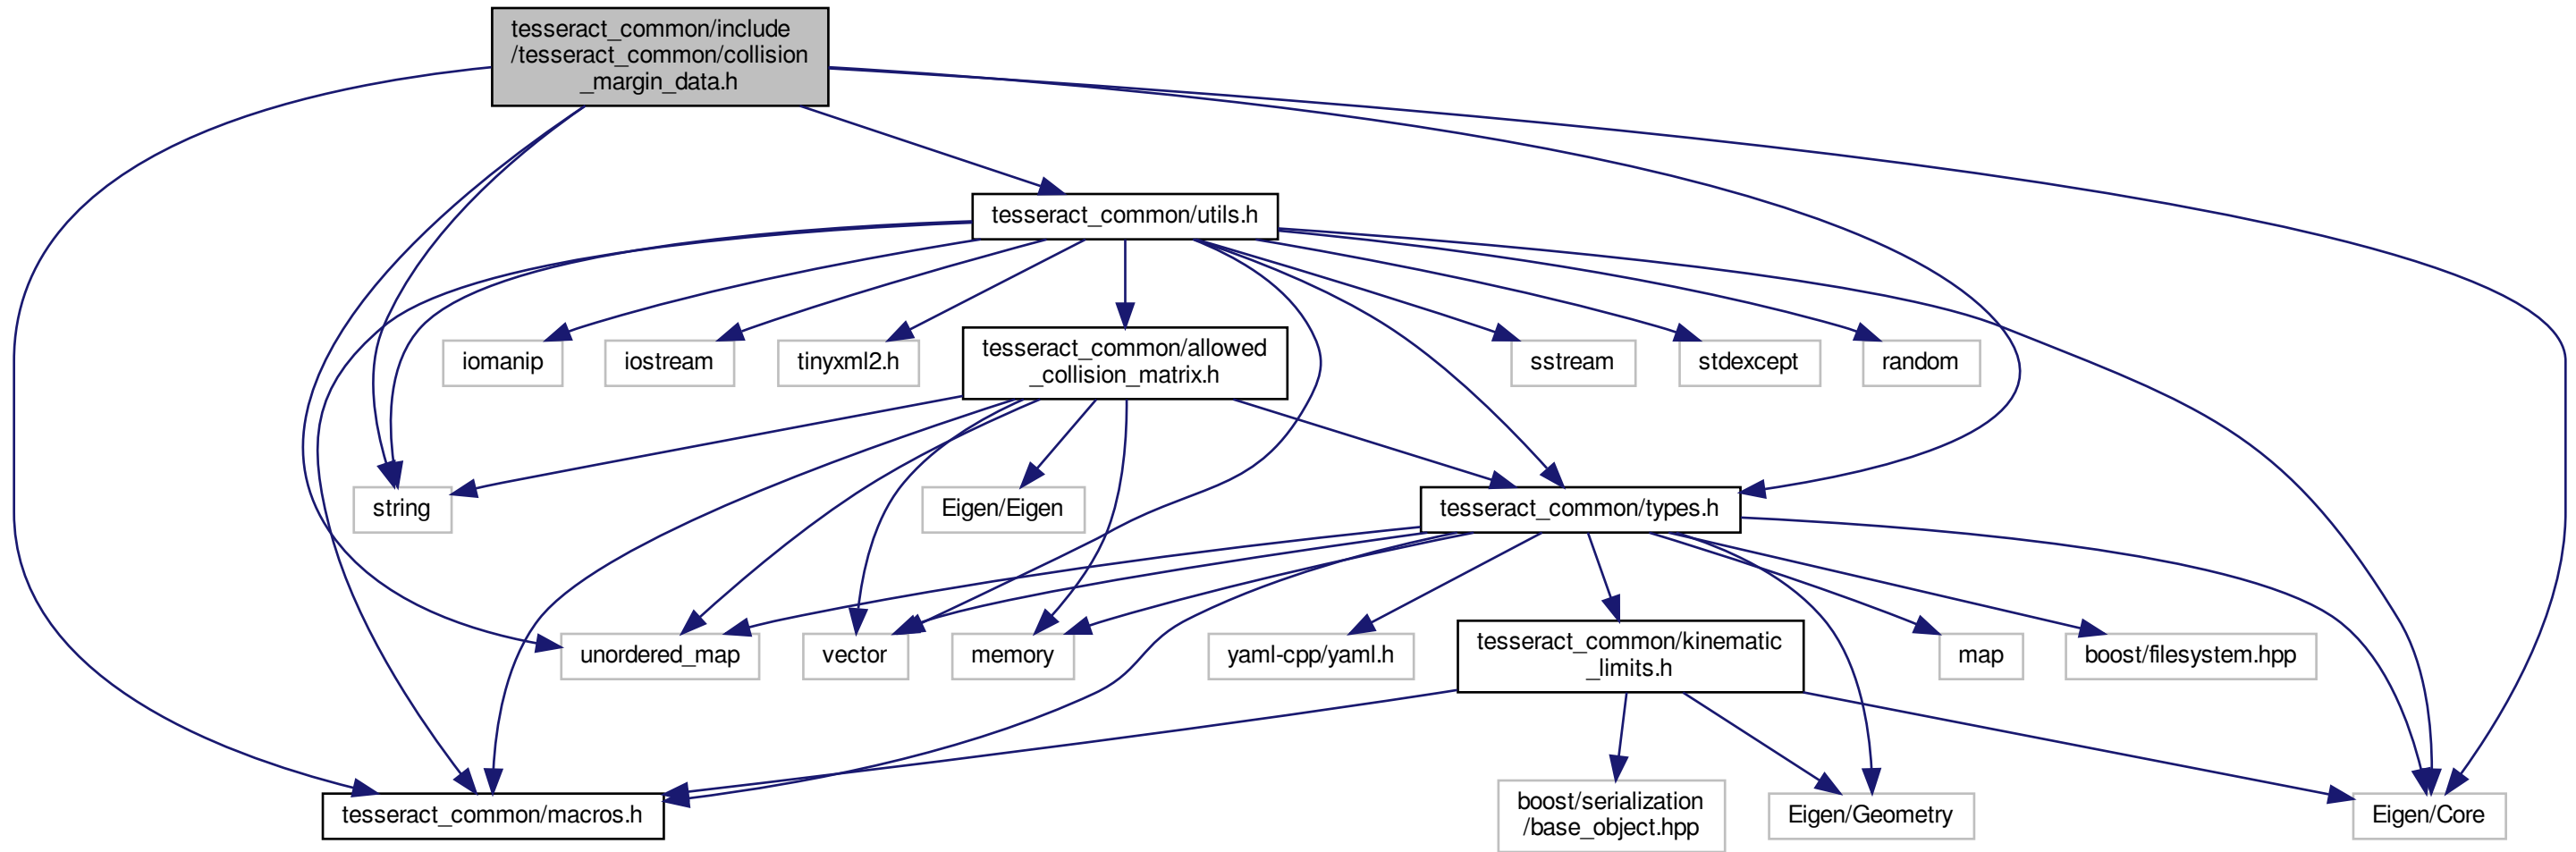 tesseract_common/include
/tesseract_common/collision
_margin_data.h
tesseract_common/utils.h
iomanip
iostream
tinyxml2.h
tesseract_common/allowed
_collision_matrix.h
sstream
stdexcept
random
string
Eigen/Eigen
tesseract_common/types.h
unordered_map
vector
memory
yaml-cpp/yaml.h
tesseract_common/kinematic
_limits.h
map
boost/filesystem.hpp
tesseract_common/macros.h
boost/serialization
/base_object.hpp
Eigen/Geometry
Eigen/Core